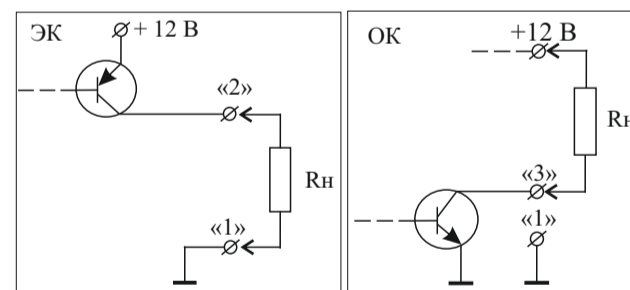 ЭК
+ 12 В
«2»
Rн
«1»
ОК
+12 В
Rн
«3»
«1»